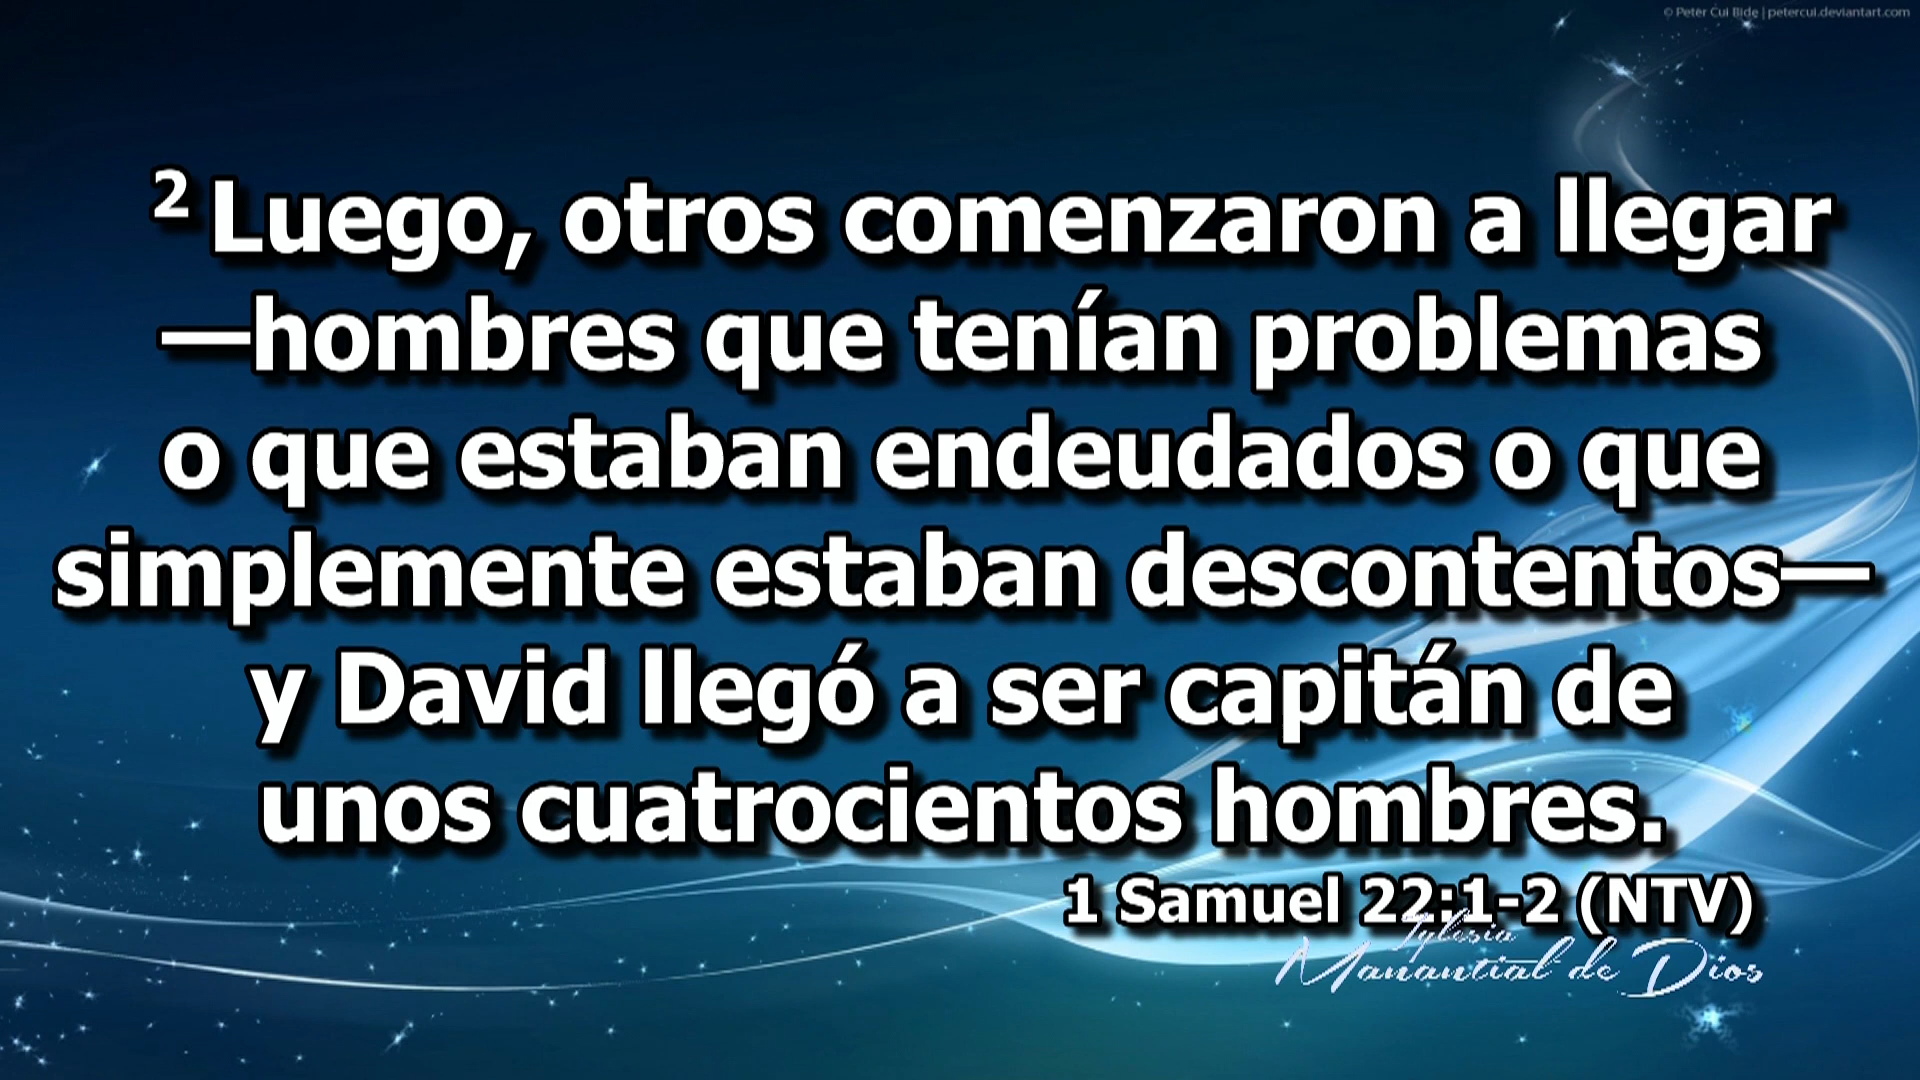 © Peter Cui Bide | petercui.deviantart.com
² Luego, otros comenzaron a llegar
—hombres que tenían problemas
o que estaban endeudados o que
simplemente estaban descontentos—
y David llegó a ser capitán de
unos cuatrocientos hombres.
1 Samuel 22:1-2 (NTV)
Iglesia
Manantial de Dios